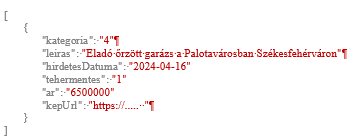 [
{
"kategoria":·"4"¶
"leiras":·"Eladó·őrzött·garázs·a·Palotavárosban·Székesfehérváron"¶
"hirdetesDatuma":·"2024-04-16"
"tehermentes":·"1"
"ar":·"6500000"
"kepUrl":·"https://.....··"¶
}
]